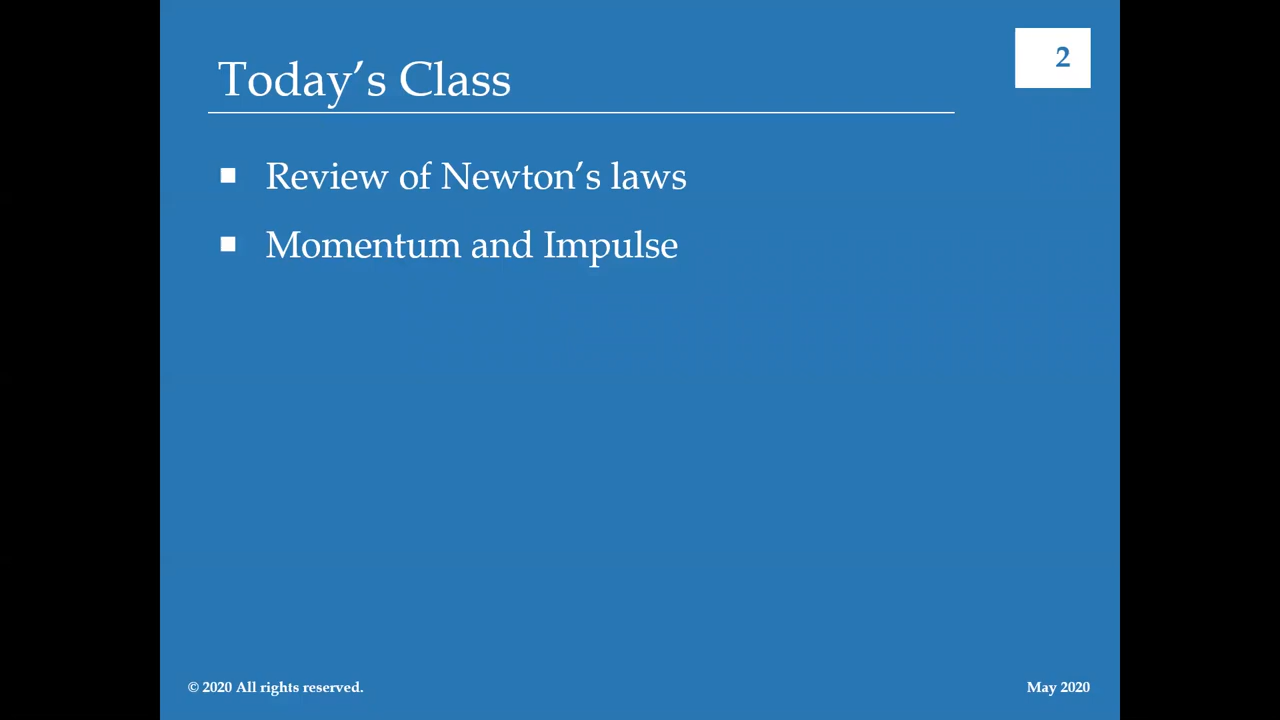 Today’s Class
2
■ Review of Newton’s laws
■ Momentum and Impulse
© 2020 All rights reserved.
May 2020